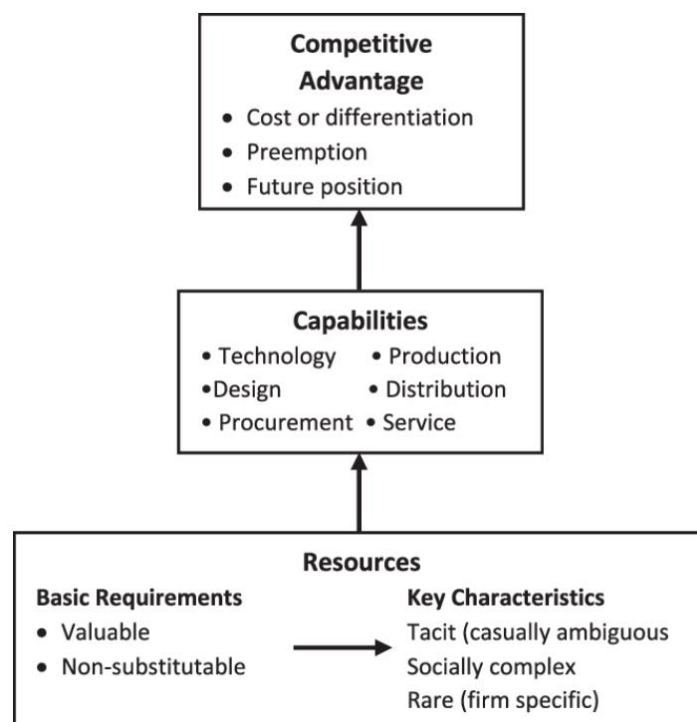 Competitive
Advantage
• Cost or differentiation
• Preemption
• Future position
Capabilities
• Technology • Production
•Design • Distribution
• Procurement • Service
Resources
Basic Requirements
• Valuable
• Non-substitutable
Key Characteristics
Tacit (casually ambiguous
Socially complex
Rare (firm specific)